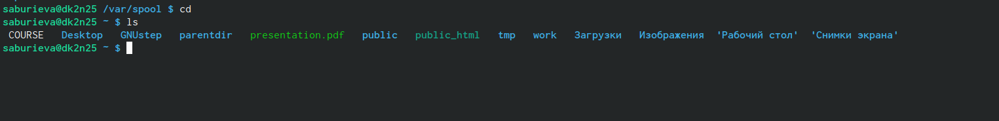 saburieva@dk2n25 /var/spool $ cd
saburieva@dk2n25 ~ $ ls
COURSE Desktop GNUstep parentdir presentation.pdf public public_html tmp work Загрузки Изображения 'Рабочий стол' 'Снимки экрана'
saburieva@dk2n25 ~ $